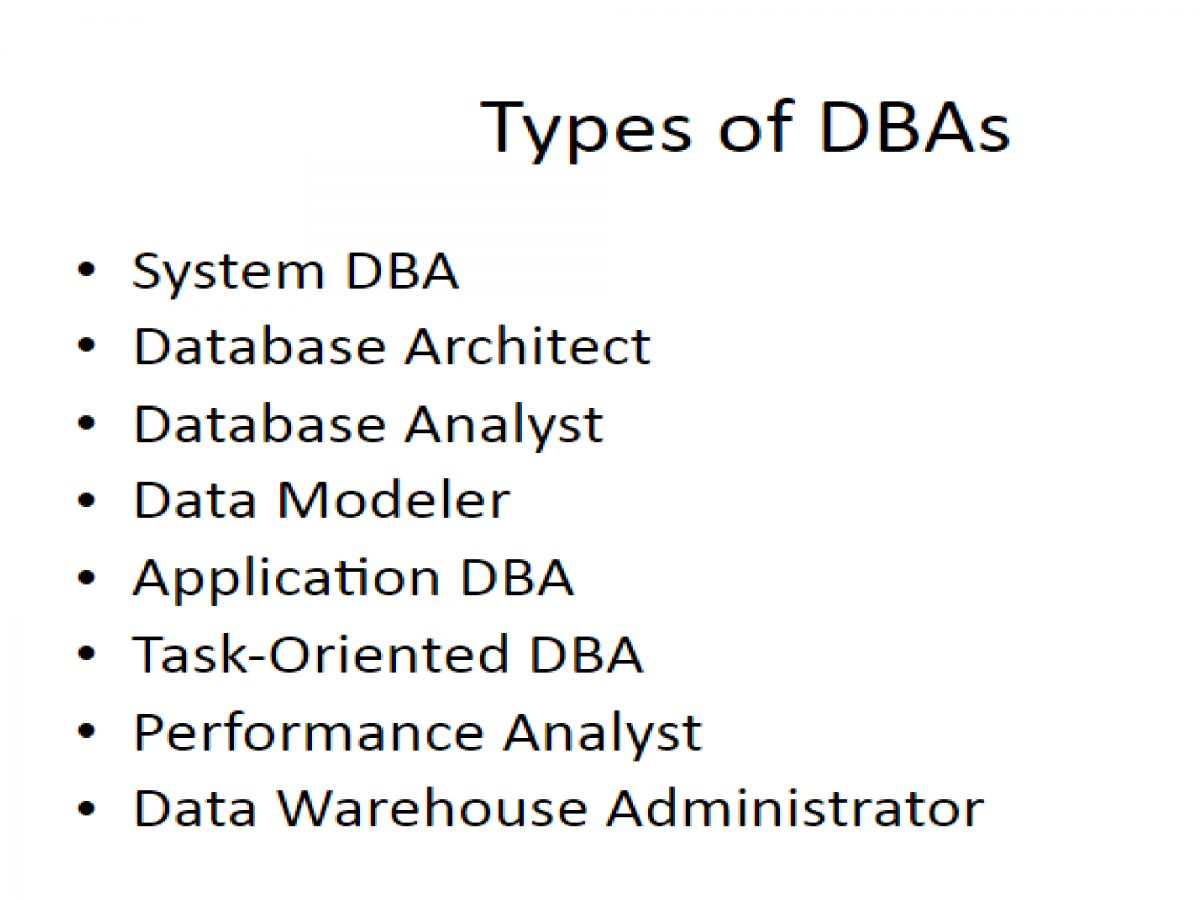 Types of DBAs
• System DBA
• Database Architect
• Database Analyst
• Data Modeler
• Application DBA
• Task-Oriented DBA
• Performance Analyst
• Data Warehouse Administrator